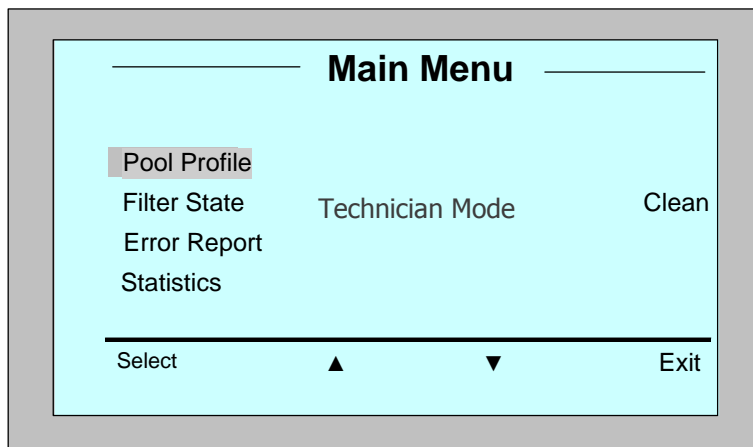 Main Menu
Pool Profile
Filter State Technician Mode Clean
Error Report
Statistics
Select ▲ ▼ Exit